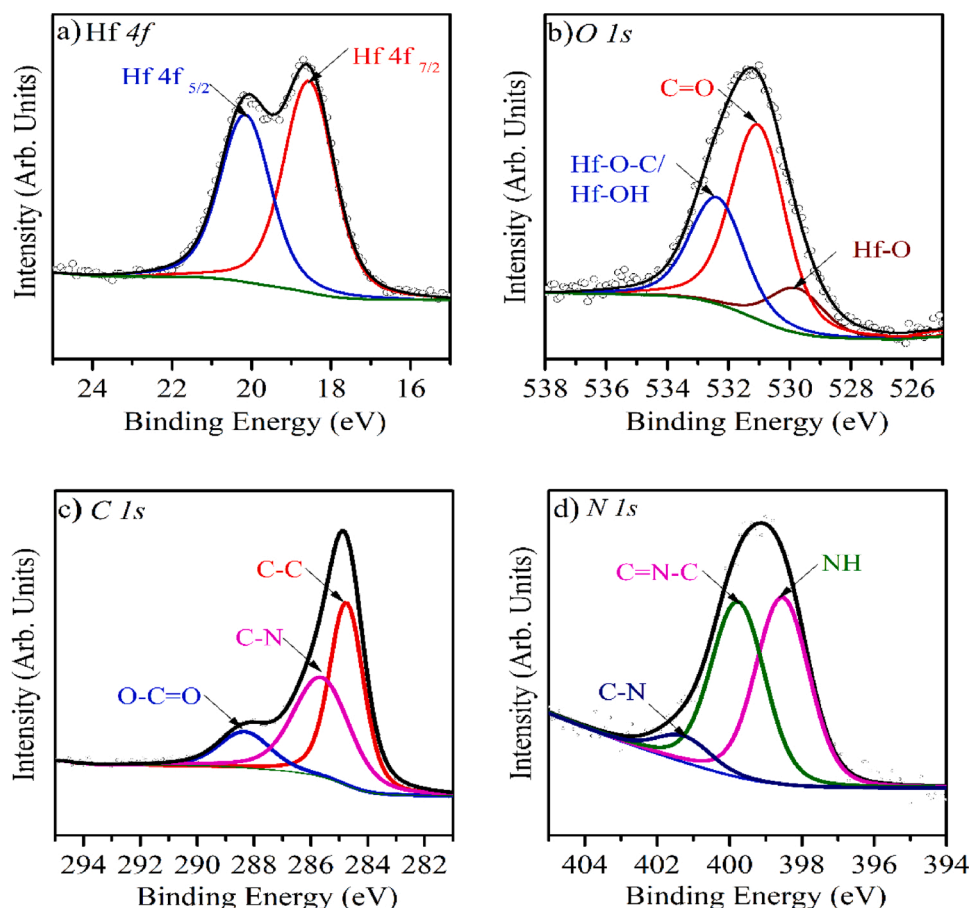 a) Hf 4f
Hf 4f 5/2
Hf 4f 7/2
Intensity (Arb. Units)
24 22 20 18 16
Binding Energy (eV)
b) O 1s
C=O
Hf-O-C/
Hf-OH
Hf-O
Intensity (Arb. Units)
538 536 534 532 530 528 526
Binding Energy (eV)
c) C 1s
C-C
C-N
O-C=O
Intensity (Arb. Units)
294 292 290 288 286 284 282
Binding Energy (eV)
d) N 1s
C=N-C
NH
C-N
Intensity (Arb. Units)
404 402 400 398 396 394
Binding Energy (eV)